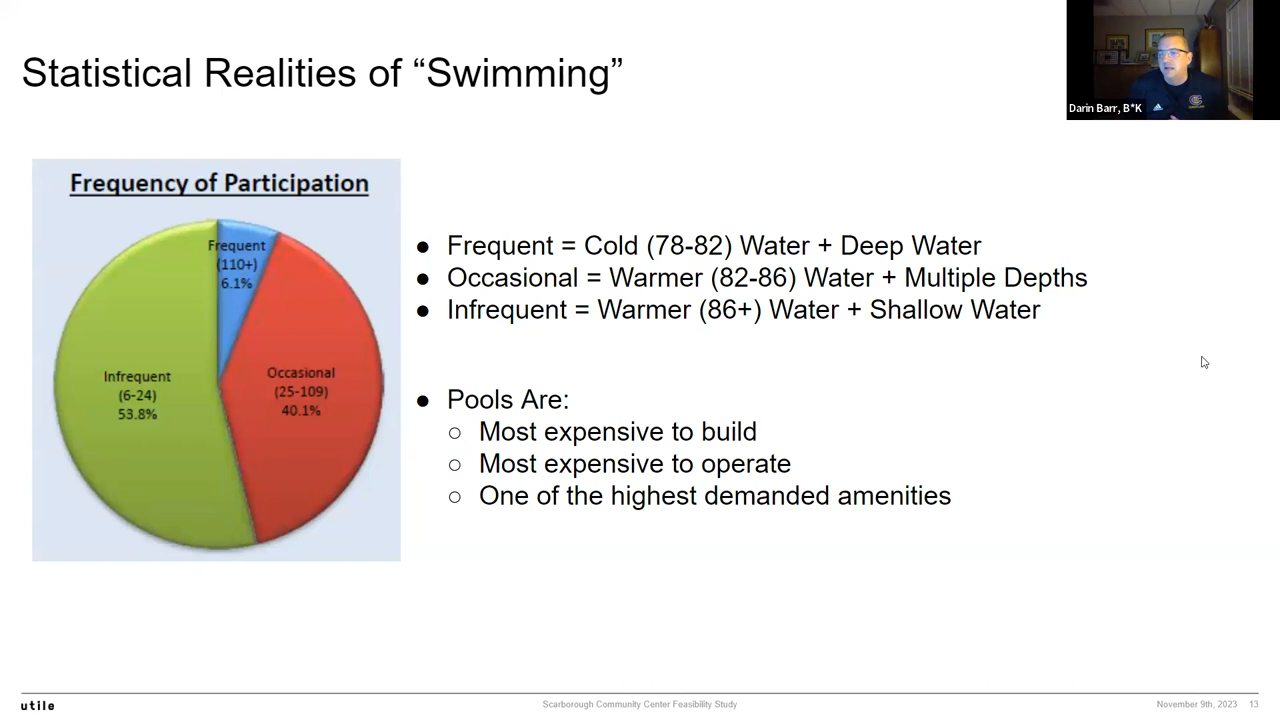 Statistical Realities of “Swimming”
Darin Barr, B*K
Frequency of Participation
Frequent
(110+)
6.1%
Occasional
(25-109)
40.1%
Infrequent
(6-24)
53.8%
● Frequent = Cold (78-82) Water + Deep Water
● Occasional = Warmer (82-86) Water + Multiple Depths
● Infrequent = Warmer (86+) Water + Shallow Water
● Pools Are:
○ Most expensive to build
○ Most expensive to operate
○ One of the highest demanded amenities
utile
Scarborough Community Center Feasibility Study
November 9th, 2023 13